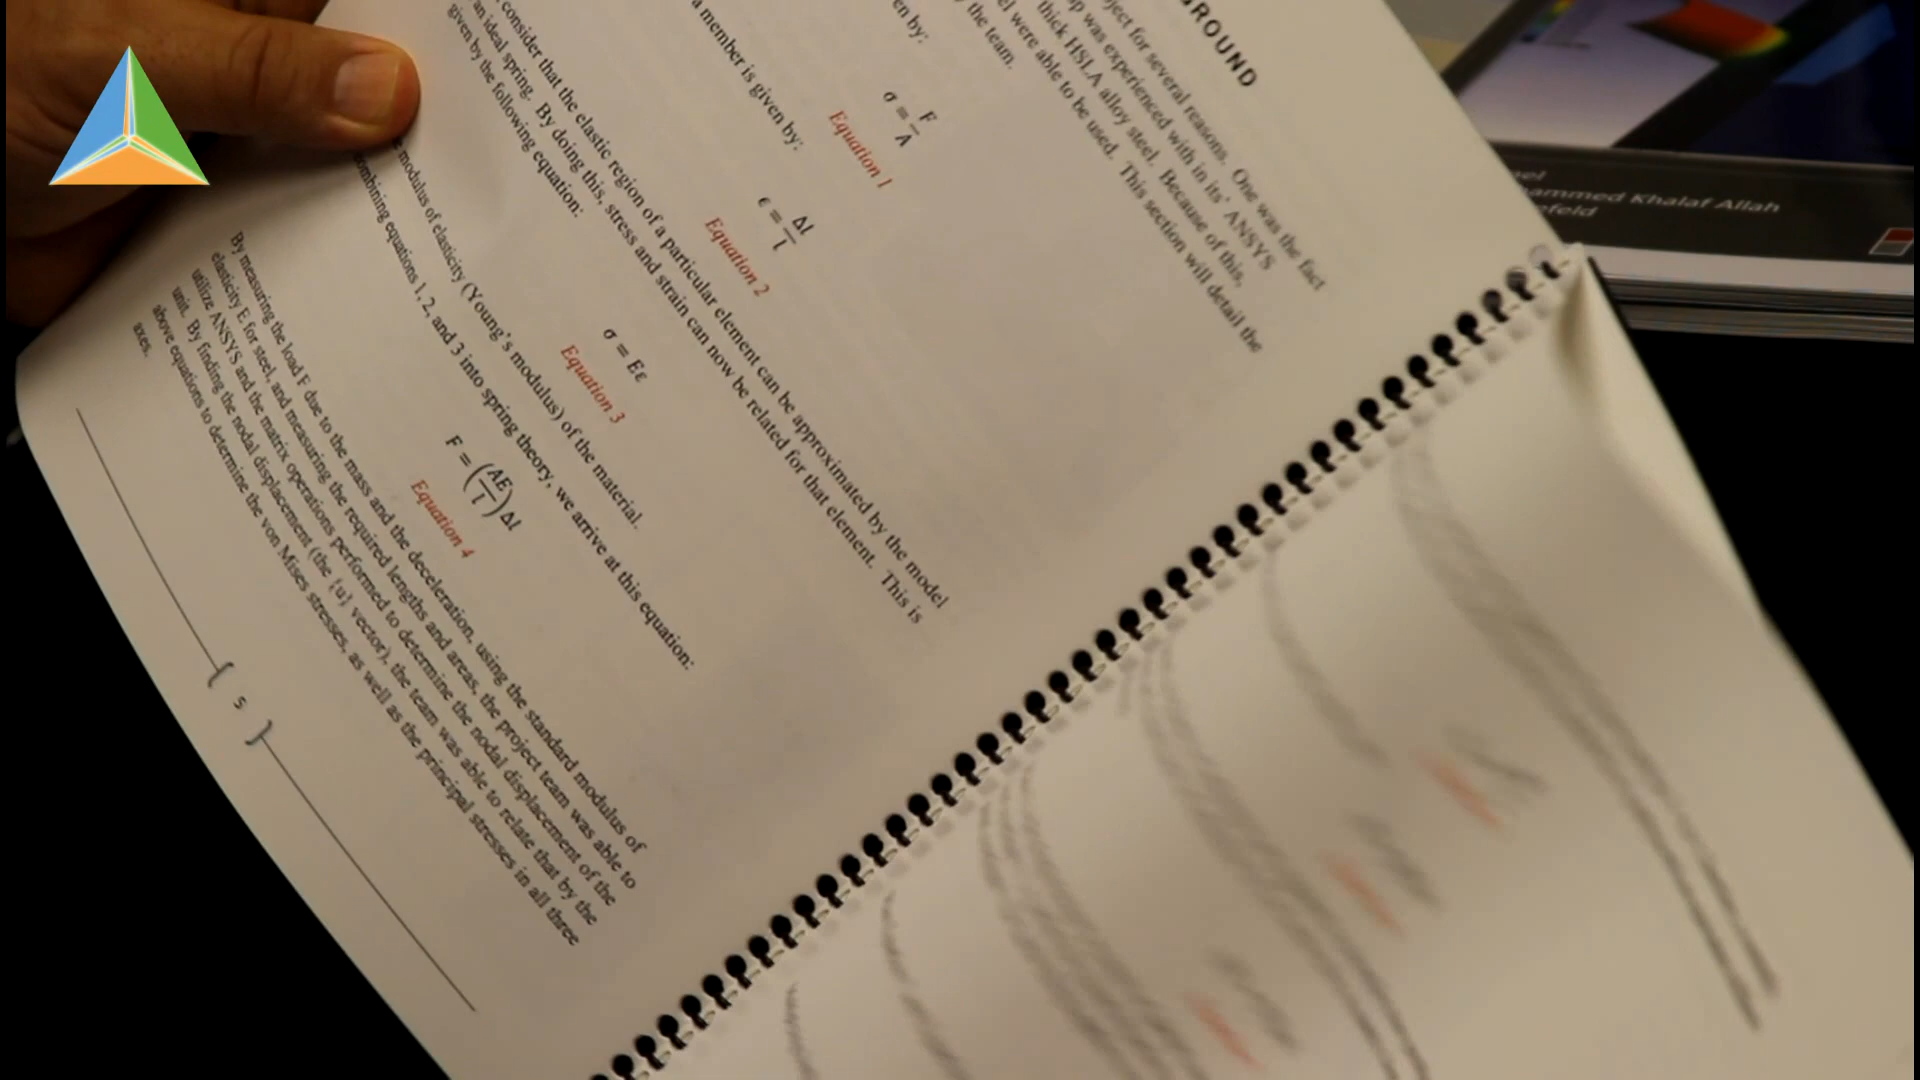 GROUND
ject for several reasons. One was the fact
p was experienced with in its' ANSYS
thick HSLA alloy steel. Because of this,
el were able to be used. This section will detail the
y the team.
en by:
σ = F/A
Equation 1
a member is given by:
ϵ = Δl/l
Equation 2
consider that the elastic region of a particular element can be approximated by the model
an ideal spring. By doing this, stress and strain can now be related for that element. This is
given by the following equation:
σ = Eε
Equation 3
e modulus of elasticity (Young's modulus) of the material.
ombining equations 1, 2, and 3 into spring theory, we arrive at this equation:
F = (AE/l)Δl
Equation 4
By measuring the load F due to the mass and the deceleration, using the standard modulus of
elasticity E for steel, and measuring the required lengths and areas, the project team was able to
utilize ANSYS and the matrix operations performed to determine the nodal displacement of the
unit. By finding the nodal displacement (the {u} vector), the team was able to relate that by the
above equations to determine the von Mises stresses, as well as the principal stresses in all three
axes.
5
nel
ammed Khalaf Allah
efeld